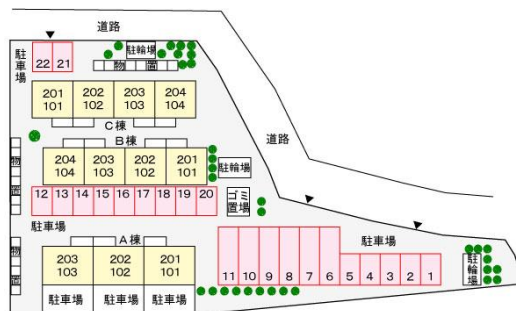 道路
駐車場
22 21
駐輪場
物置
201 202 203 204
101 102 103 104
C棟
道路
B棟
204 203 202 201
104 103 102 101
駐輪場
物置
12 13 14 15 16 17 18 19 20
ゴミ置場
駐車場
A棟
203 202 201
103 102 101
駐車場 駐車場 駐車場
物置
駐車場
11 10 9 8 7 6 5 4 3 2 1
駐輪場